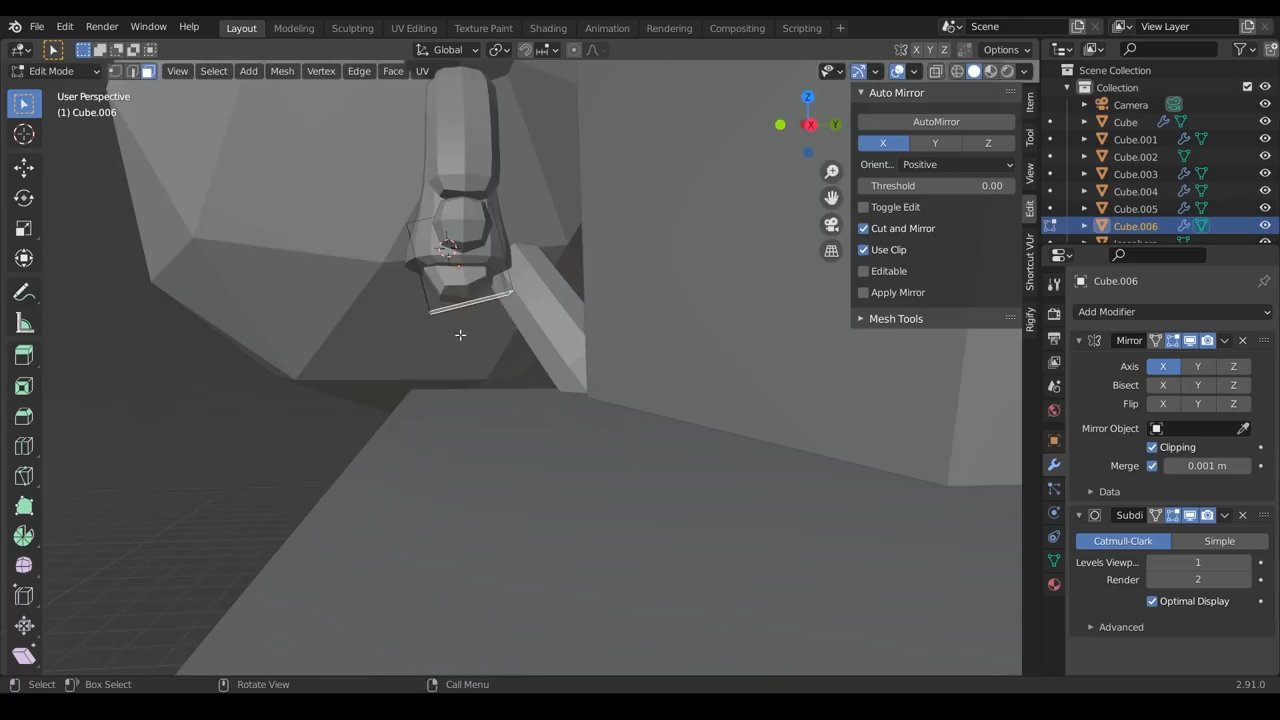 File Edit Render Window Help Layout Modeling Sculpting UV Editing Texture Paint Shading Animation Rendering Compositing Scripting + Scene View Layer
Global X Y Z Options
Edit Mode View Select Add Mesh Vertex Edge Face UV
User Perspective
(1) Cube.006
Z
X Y
Auto Mirror
AutoMirror
X Y Z
Orient... Positive
Threshold 0.00
Toggle Edit
Cut and Mirror
Use Clip
Editable
Apply Mirror
Mesh Tools
Item
Tool
View
Edit
Shortcut VUr
Rigify
Scene Collection
Collection
Camera
Cube
Cube.001
Cube.002
Cube.003
Cube.004
Cube.005
Cube.006
Cube.006
Add Modifier
Mirror
Axis X Y Z
Bisect X Y Z
Flip X Y Z
Mirror Object
Clipping
Merge 0.001 m
Data
Subdi
Catmull-Clark Simple
Levels Viewp... 1
Render 2
Optimal Display
Advanced
Select Box Select Rotate View Call Menu 2.91.0